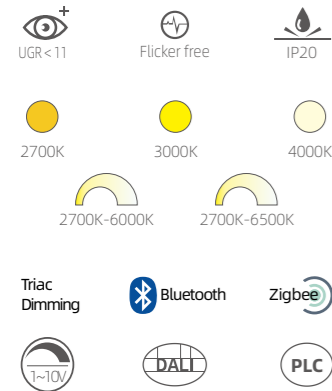 UGR<11 Flicker free IP20
2700K 3000K 4000K
2700K-6000K 2700K-6500K
Triac
Dimming
Bluetooth Zigbee
1~10V DALI PLC